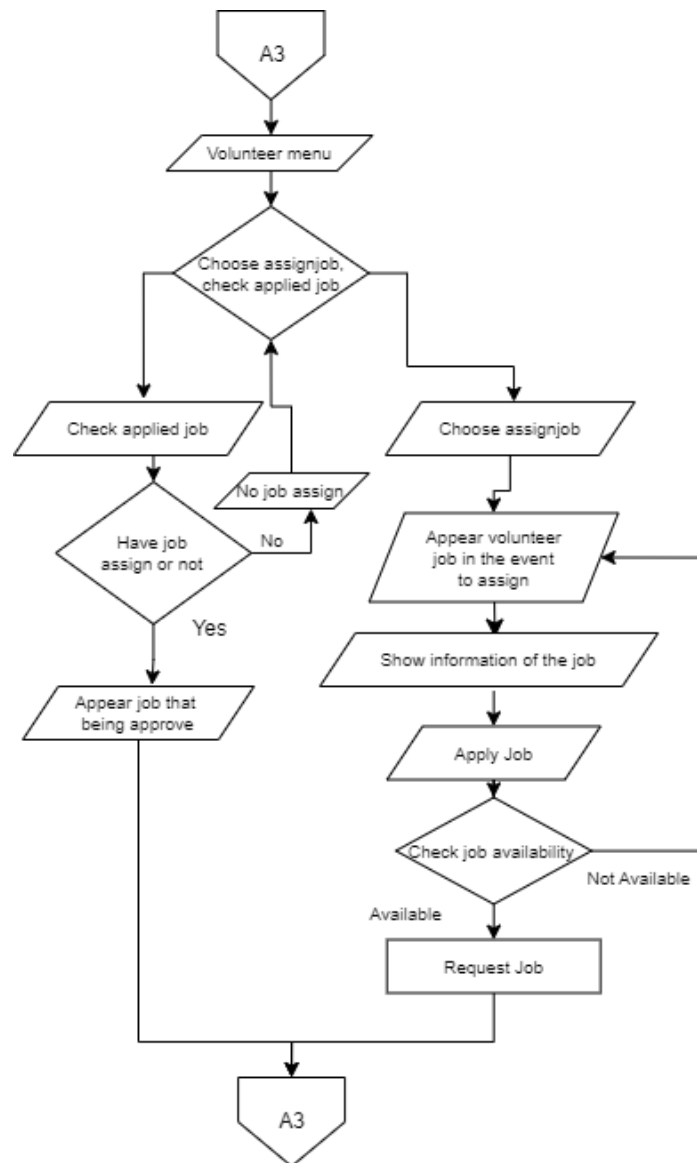 A3
Volunteer menu
Choose assignjob,
check applied job
Check applied job
Choose assignjob
No job assign
Have job
assign or not
No
Appear volunteer
job in the event
to assign
Yes
Show information of the job
Appear job that
being approve
Apply Job
Check job availability
Not Available
Available
Request Job
A3